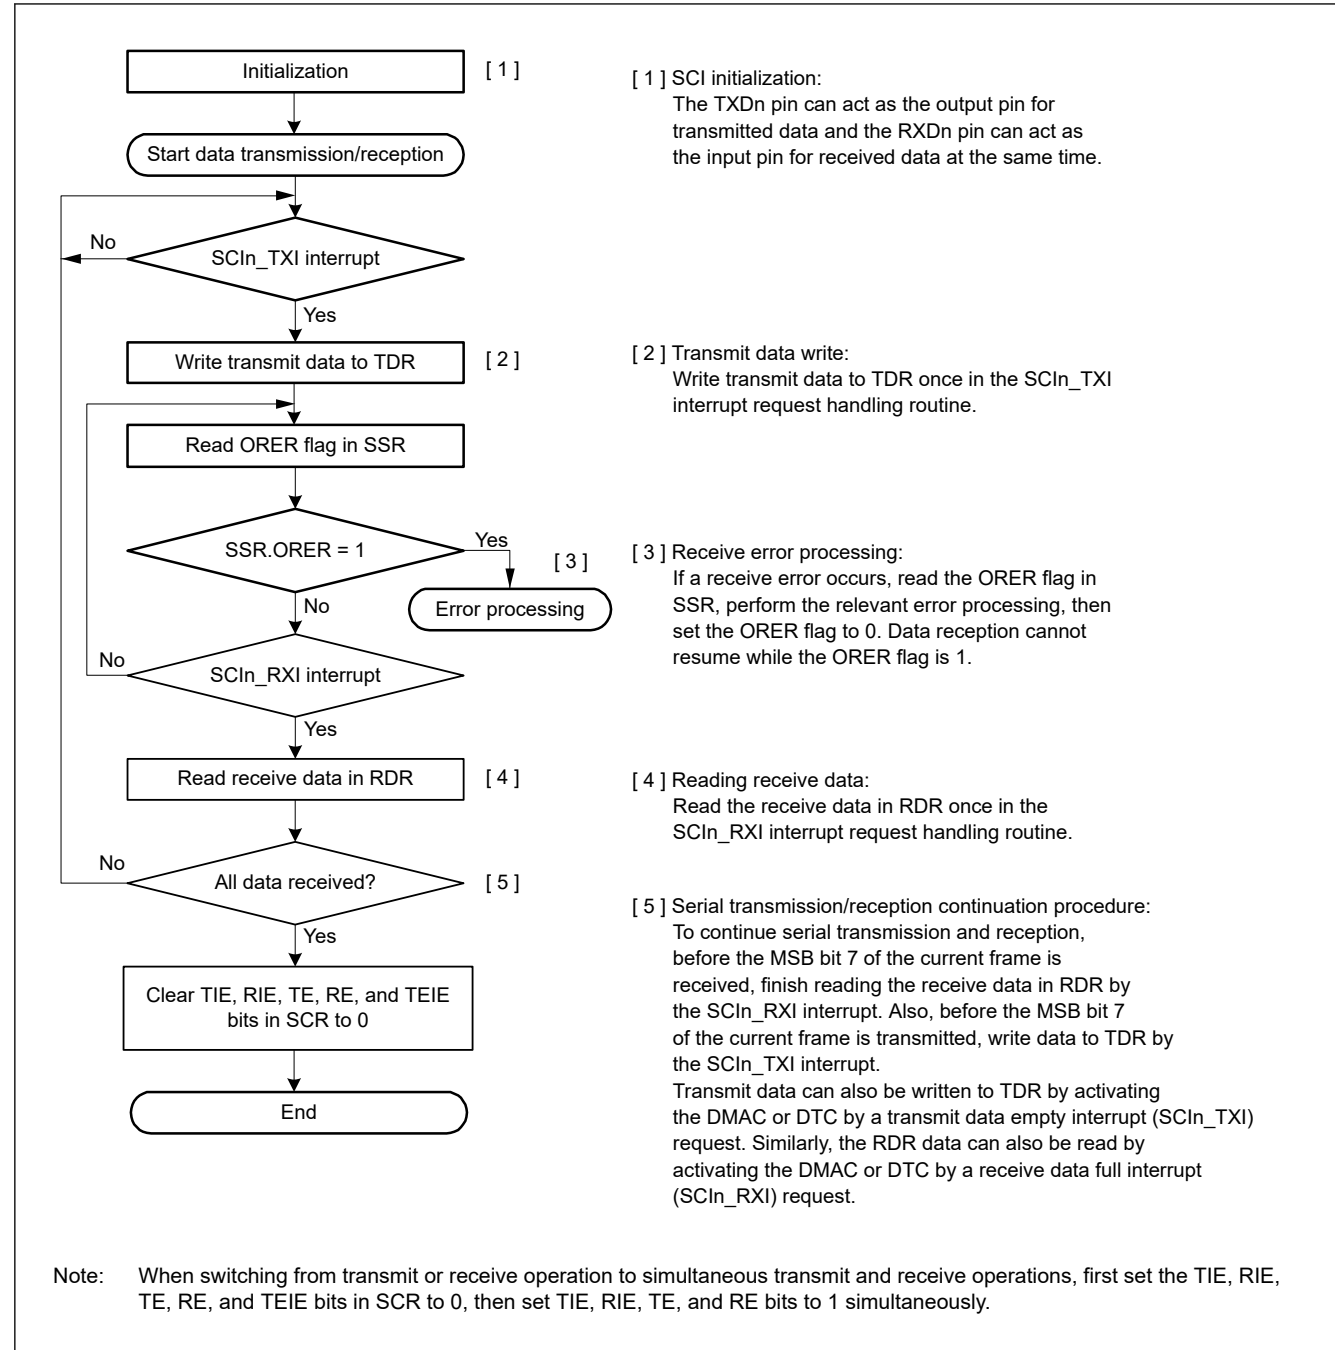 Initialization
[ 1 ]
Start data transmission/reception
No
SCIn_TXI interrupt
Yes
Write transmit data to TDR
[ 2 ]
Read ORER flag in SSR
SSR.ORER = 1
Yes
[ 3 ]
No
Error processing
No
SCIn_RXI interrupt
Yes
Read receive data in RDR
[ 4 ]
No
All data received?
[ 5 ]
Yes
Clear TIE, RIE, TE, RE, and TEIE
bits in SCR to 0
End
[ 1 ] SCI initialization:
The TXDn pin can act as the output pin for
transmitted data and the RXDn pin can act as
the input pin for received data at the same time.
[ 2 ] Transmit data write:
Write transmit data to TDR once in the SCIn_TXI
interrupt request handling routine.
[ 3 ] Receive error processing:
If a receive error occurs, read the ORER flag in
SSR, perform the relevant error processing, then
set the ORER flag to 0. Data reception cannot
resume while the ORER flag is 1.
[ 4 ] Reading receive data:
Read the receive data in RDR once in the
SCIn_RXI interrupt request handling routine.
[ 5 ] Serial transmission/reception continuation procedure:
To continue serial transmission and reception,
before the MSB bit 7 of the current frame is
received, finish reading the receive data in RDR by
the SCIn_RXI interrupt. Also, before the MSB bit 7
of the current frame is transmitted, write data to TDR by
the SCIn_TXI interrupt.
Transmit data can also be written to TDR by activating
the DMAC or DTC by a transmit data empty interrupt (SCIn_TXI)
request. Similarly, the RDR data can also be read by
activating the DMAC or DTC by a receive data full interrupt
(SCIn_RXI) request.
Note: When switching from transmit or receive operation to simultaneous transmit and receive operations, first set the TIE, RIE,
TE, RE, and TEIE bits in SCR to 0, then set TIE, RIE, TE, and RE bits to 1 simultaneously.